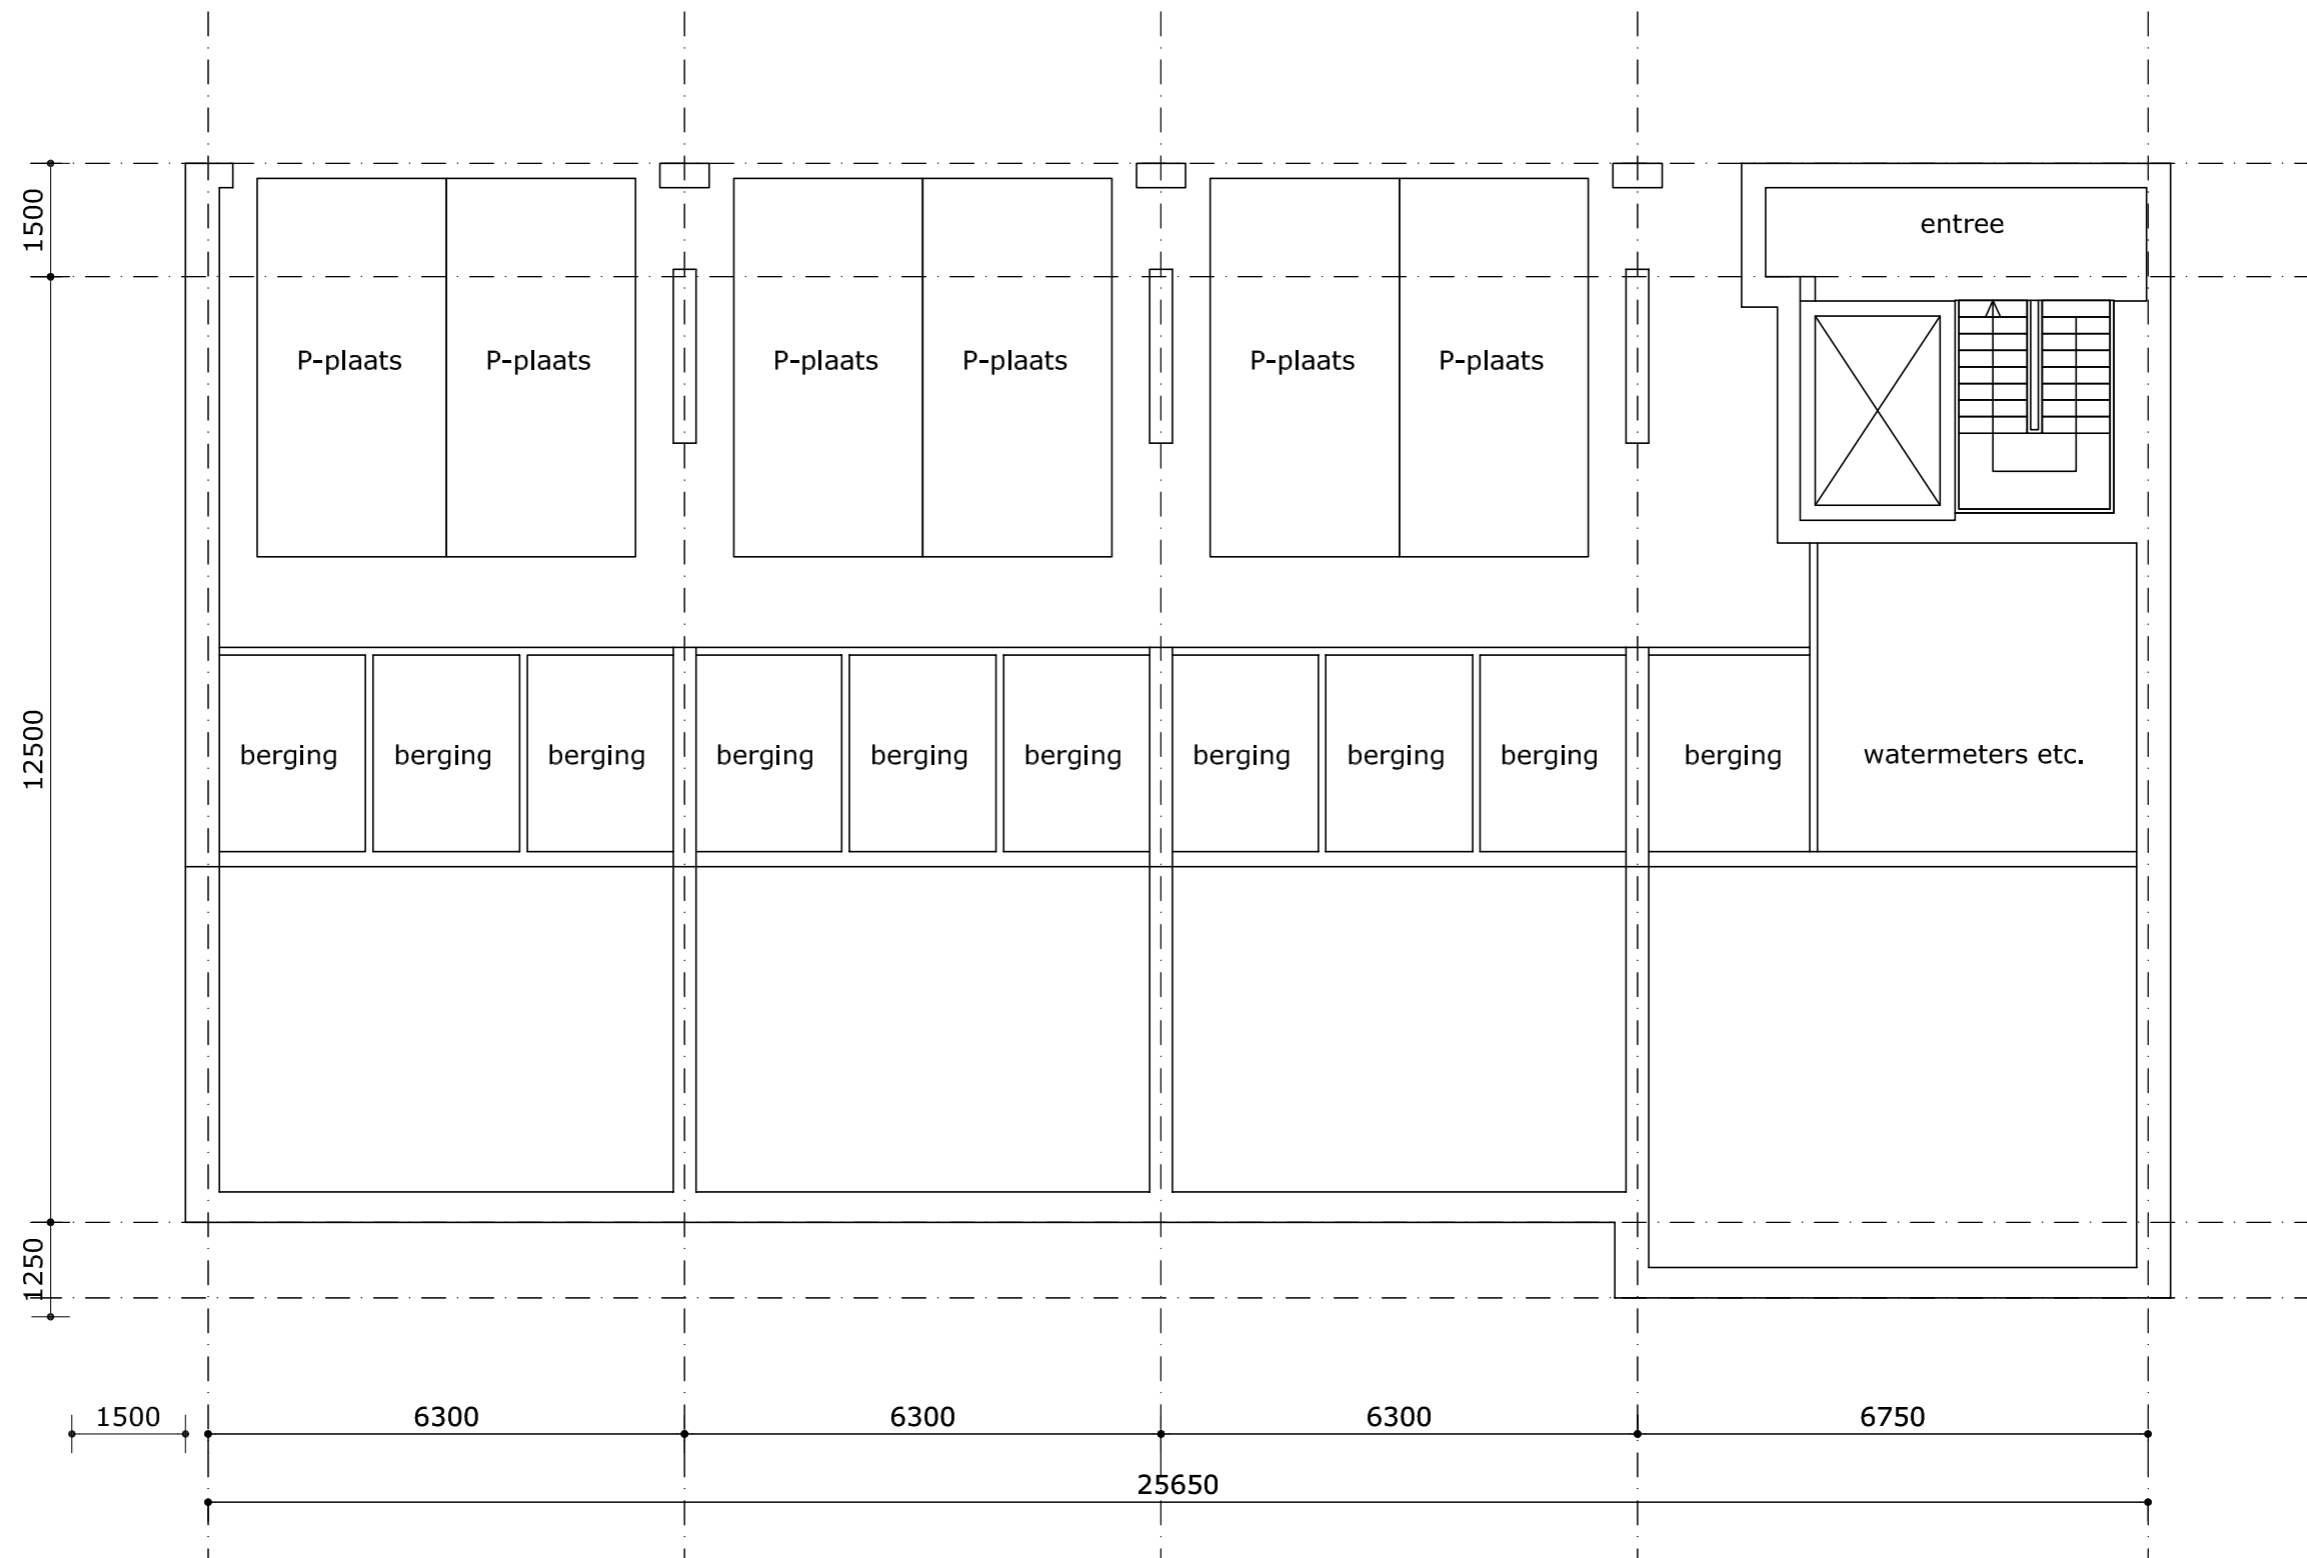 entree
1500
P-plaats P-plaats P-plaats P-plaats P-plaats P-plaats
12500
berging berging berging berging berging berging berging berging berging berging watermeters etc.
1250
1500 6300 6300 6300 6750
25650